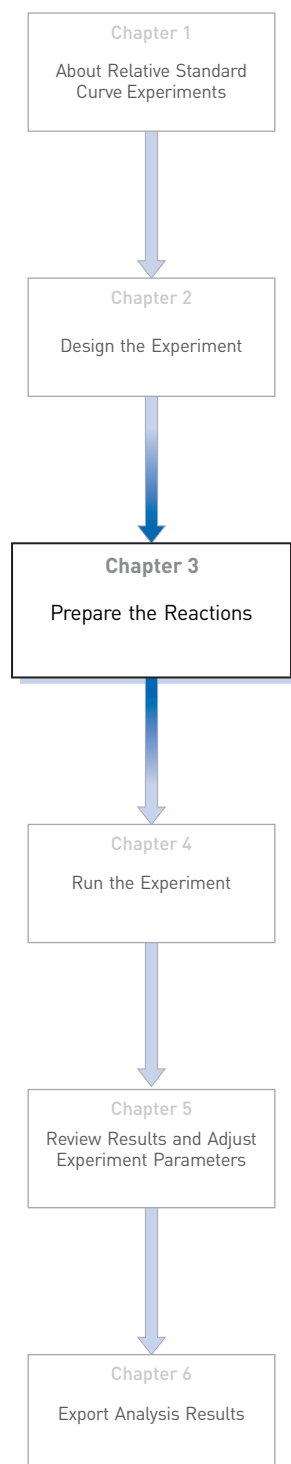 Chapter 1
About Relative Standard
Curve Experiments
Chapter 2
Design the Experiment
Chapter 3
Prepare the Reactions
Chapter 4
Run the Experiment
Chapter 5
Review Results and Adjust
Experiment Parameters
Chapter 6
Export Analysis Results